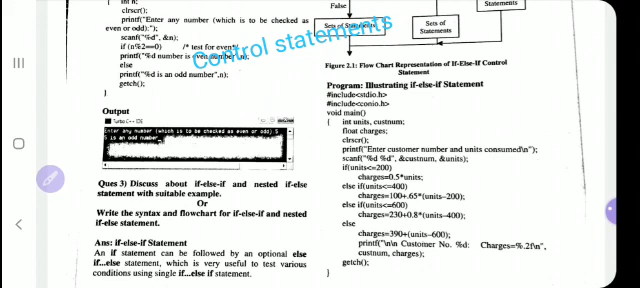 { int n;
clrscr();
printf("Enter any number (which is to be checked as
even or odd):");
scanf("%d", &n);
if (n%2==0) /* test for even*/
printf("%d number is even number",n);
else
printf("%d is an odd number",n);
getch();
}
Control statements
Output
Turbo C++ IDE
Enter any number (which is to be checked as even or odd) 5
5 is an odd number
Ques 3) Discuss about if-else-if and nested if-else
statement with suitable example.
Or
Write the syntax and flowchart for if-else-if and nested
if-else statement.
Ans: if-else-if Statement
An if statement can be followed by an optional else
if...else statement, which is very useful to test various
conditions using single if...else if statement.
False
Sets of Statements
Sets of
Statements
Statements
Figure 2.1: Flow Chart Representation of If-Else-If Control
Statement
Program: Illustrating if-else-if Statement
#include<stdio.h>
#include<conio.h>
void main()
{ int units, custnum;
float charges;
clrscr();
printf("Enter customer number and units consumed\n");
scanf("%d %d", &custnum, &units);
if(units<=200)
charges=0.5*units;
else if(units<=400)
charges=100+.65*(units-200);
else if(units<=600)
charges=230+0.8*(units-400);
else
charges=390+(units-600);
printf("\n\n Customer No. %d: Charges=%.2f\n",
custnum, charges);
getch();
}